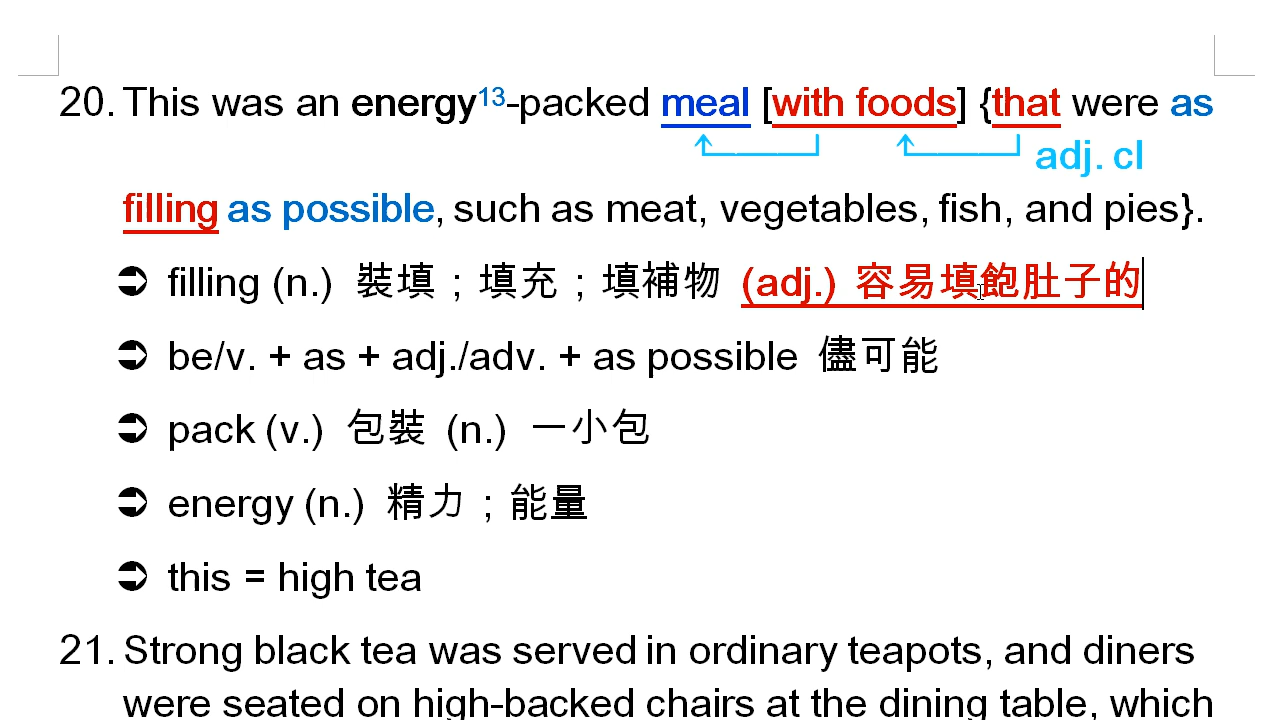 20. This was an energy13-packed meal [with foods] {that were as
adj. cl
filling as possible, such as meat, vegetables, fish, and pies}.
➲ filling (n.) 裝填；填充；填補物 (adj.) 容易填飽肚子的
➲ be/v. + as + adj./adv. + as possible 儘可能
➲ pack (v.) 包裝 (n.) 一小包
➲ energy (n.) 精力；能量
➲ this = high tea
21. Strong black tea was served in ordinary teapots, and diners
were seated on high-backed chairs at the dining table, which